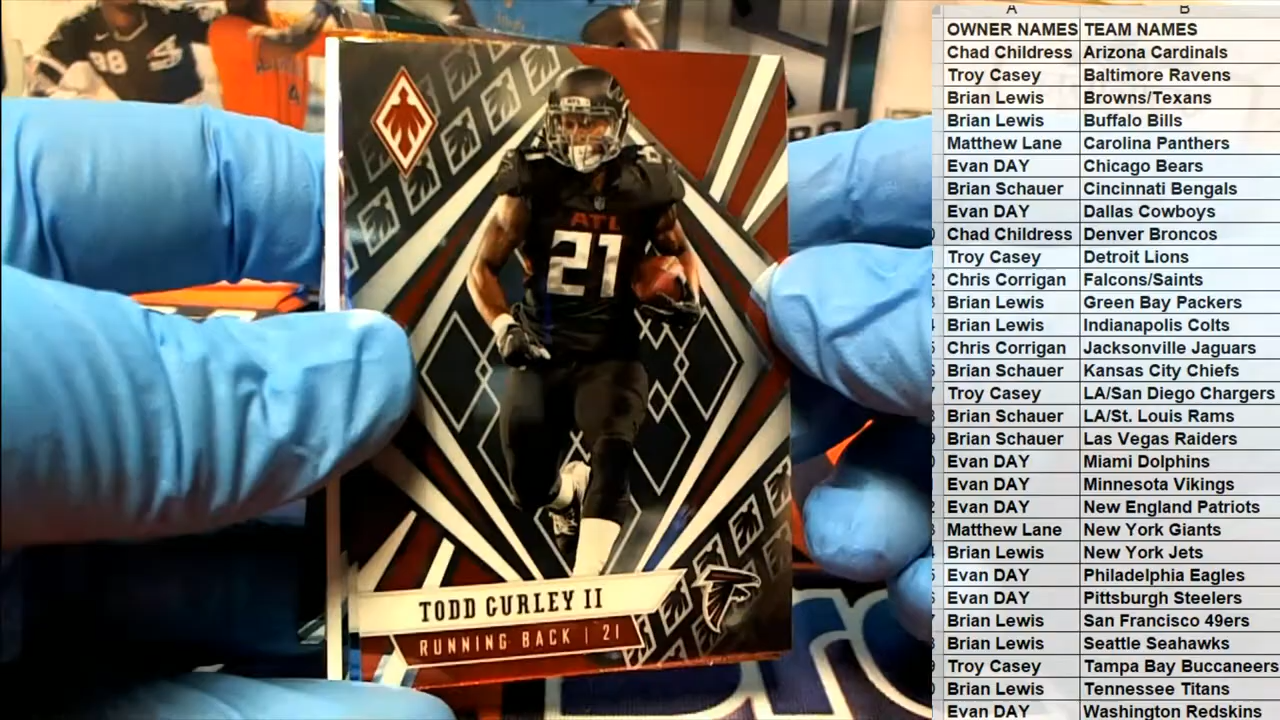 98
4
ATL
21
TODD GURLEY II
RUNNING BACK | 21
A B
OWNER NAMES TEAM NAMES
Chad Childress Arizona Cardinals
Troy Casey Baltimore Ravens
Brian Lewis Browns/Texans
Brian Lewis Buffalo Bills
Matthew Lane Carolina Panthers
Evan DAY Chicago Bears
Brian Schauer Cincinnati Bengals
Evan DAY Dallas Cowboys
Chad Childress Denver Broncos
Troy Casey Detroit Lions
Chris Corrigan Falcons/Saints
Brian Lewis Green Bay Packers
Brian Lewis Indianapolis Colts
Chris Corrigan Jacksonville Jaguars
Brian Schauer Kansas City Chiefs
Troy Casey LA/San Diego Chargers
Brian Schauer LA/St. Louis Rams
Brian Schauer Las Vegas Raiders
Evan DAY Miami Dolphins
Evan DAY Minnesota Vikings
Evan DAY New England Patriots
Matthew Lane New York Giants
Brian Lewis New York Jets
Evan DAY Philadelphia Eagles
Evan DAY Pittsburgh Steelers
Brian Lewis San Francisco 49ers
Brian Lewis Seattle Seahawks
Troy Casey Tampa Bay Buccaneers
Brian Lewis Tennessee Titans
Evan DAY Washington Redskins